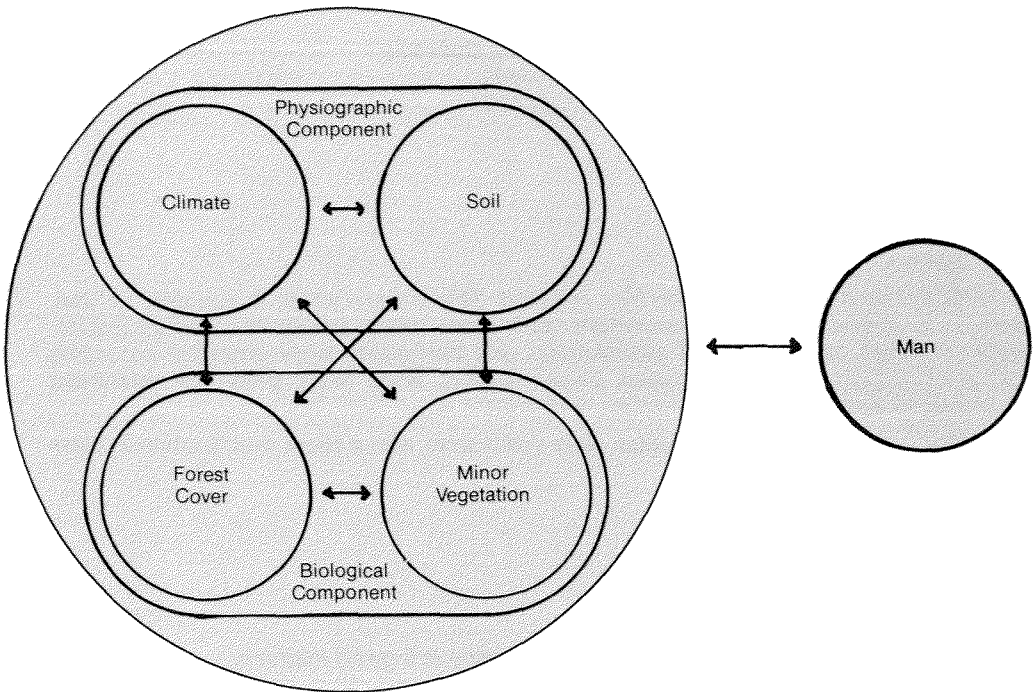 Physiographic
Component
Climate
Soil
Man
Forest
Cover
Minor
Vegetation
Biological
Component